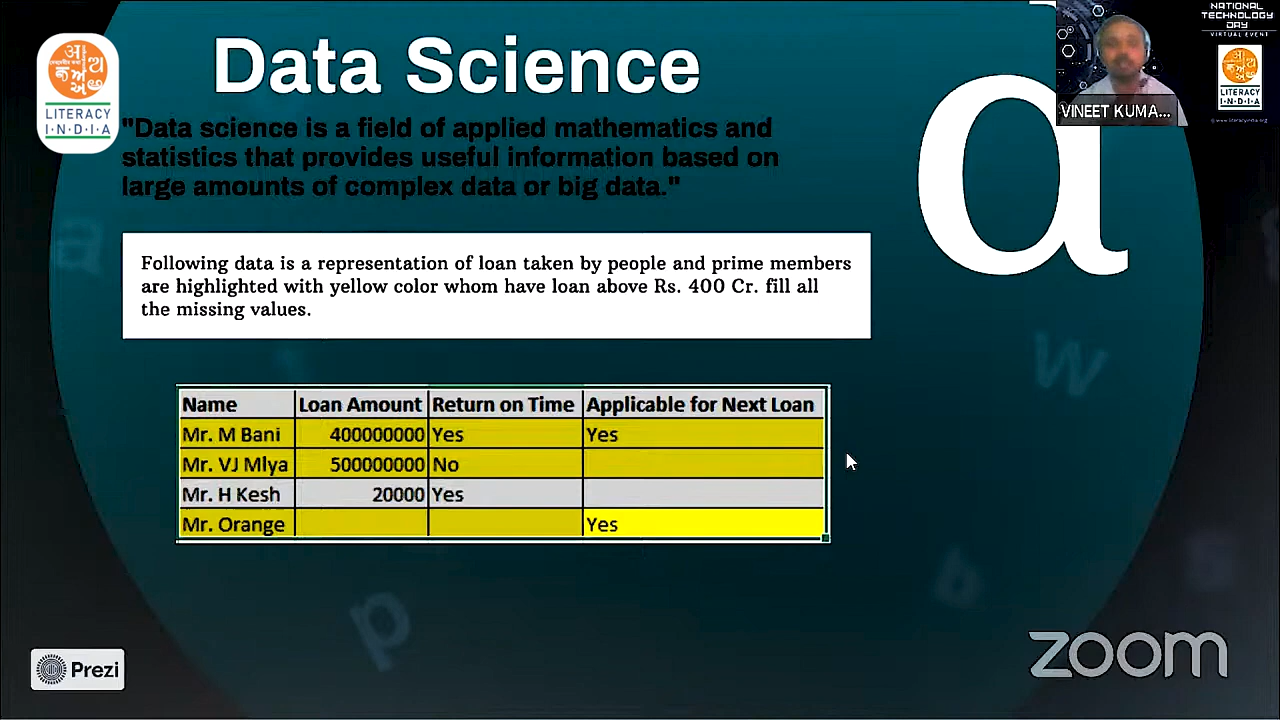 Data Science
"Data science is a field of applied mathematics and
statistics that provides useful information based on
large amounts of complex data or big data."
Following data is a representation of loan taken by people and prime members
are highlighted with yellow color whom have loan above Rs. 400 Cr. fill all
the missing values.
Name Loan Amount Return on Time Applicable for Next Loan
Mr. M Bani 400000000 Yes Yes
Mr. VJ Mlya 500000000 No
Mr. H Kesh 20000 Yes
Mr. Orange Yes
LITERACY
I·N·D·I·A
α
VINEET KUMA...
NATIONAL
TECHNOLOGY
DAY
VIRTUAL EVENT
LITERACY
INDIA
a
w
b
p
Prezi
zoom